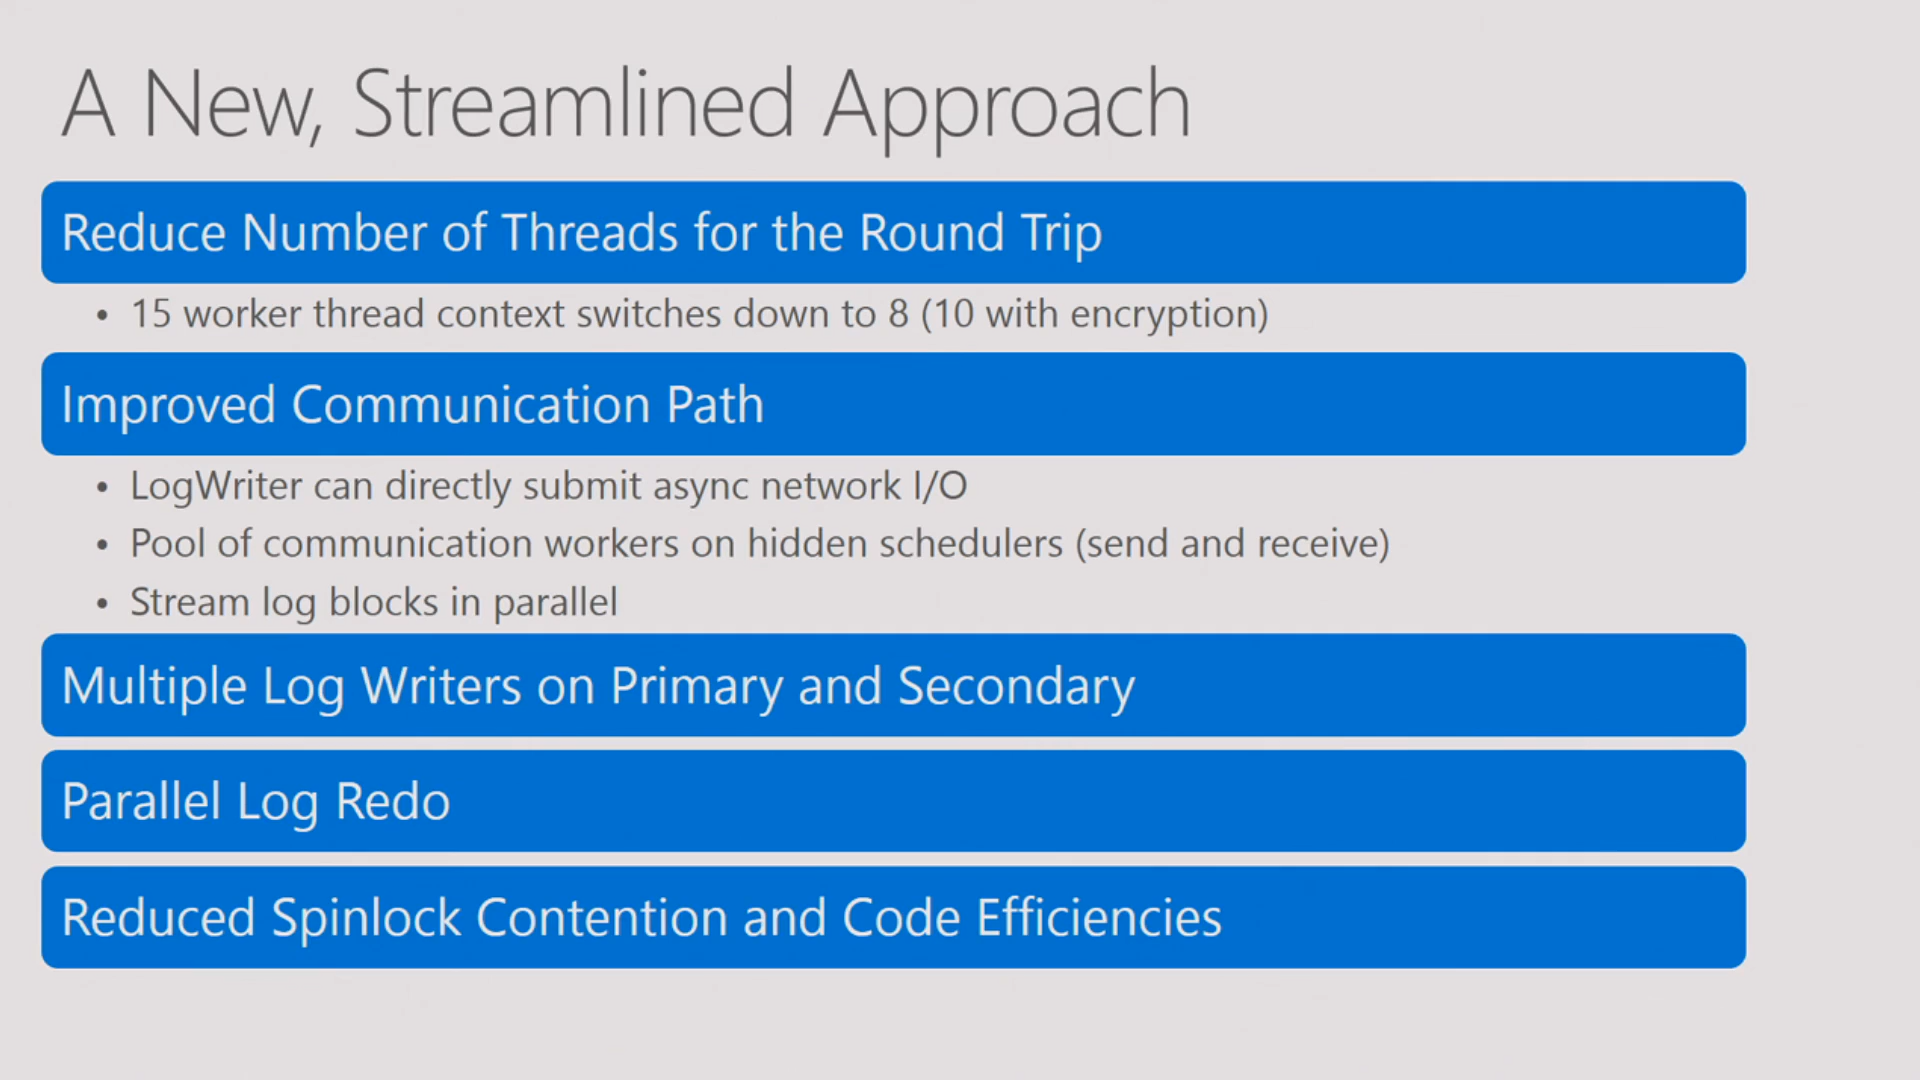 A New, Streamlined Approach
Reduce Number of Threads for the Round Trip
• 15 worker thread context switches down to 8 (10 with encryption)
Improved Communication Path
• LogWriter can directly submit async network I/O
• Pool of communication workers on hidden schedulers (send and receive)
• Stream log blocks in parallel
Multiple Log Writers on Primary and Secondary
Parallel Log Redo
Reduced Spinlock Contention and Code Efficiencies